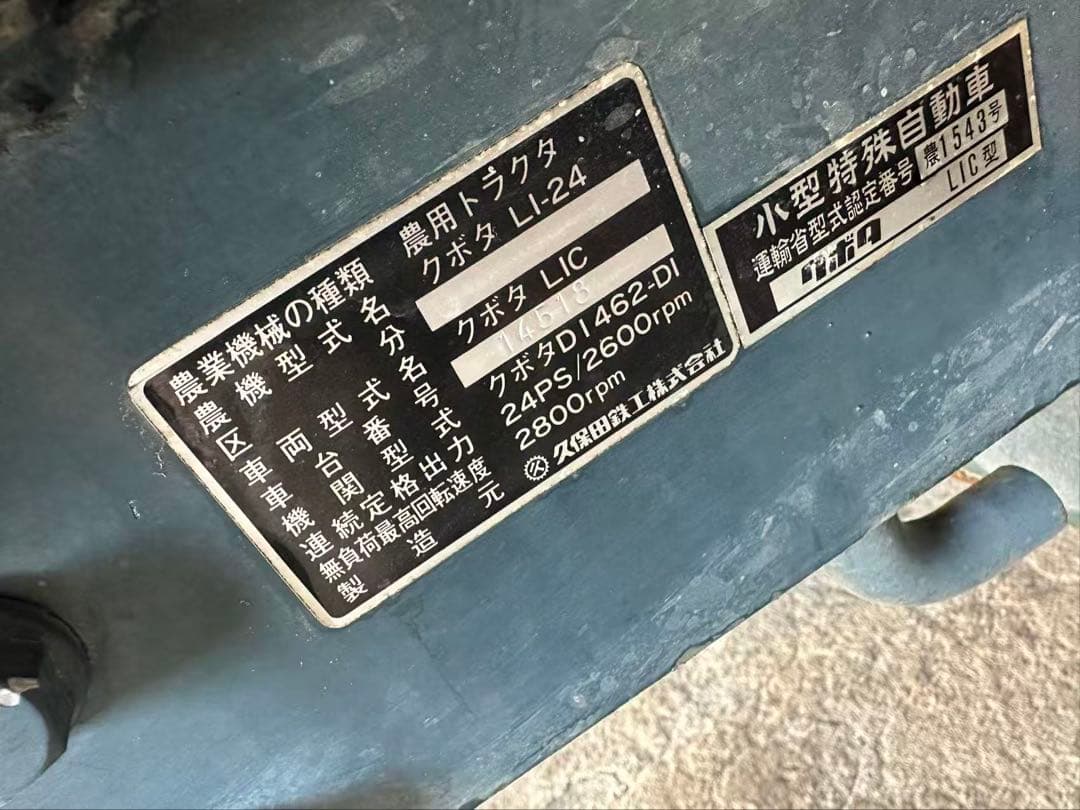 農業機械の種類 農用トラクタ
農機型式名 クボタ LI-24
区分
車両型式名 クボタ LIC
車台番号 14518
機関型式 クボタDI462-DI
連続定格出力 24PS/2600rpm
無負荷最高回転速度 2800rpm
製造元 久保田鉄工株式会社
小型特殊自動車
運輸省型式認定番号 農1543号
クボタ LIC型